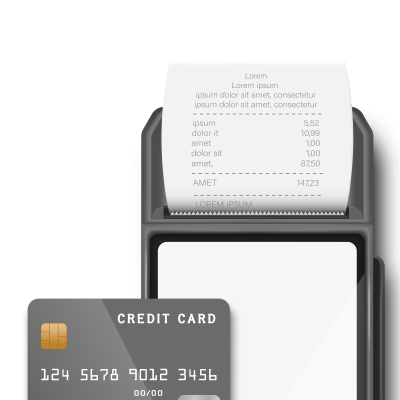 Lorem
Lorem ipsum
ipsum dolor sit amet, consectetur
ipsum dolor sit amet, consectetur
ipsum 5,52
dolor it 10,99
amet 1,00
dolor sit 1,00
amet, 87,50
AMET 147,23
LOREM IPSUM
CREDIT CARD
124 5678 9012 3456
00/00